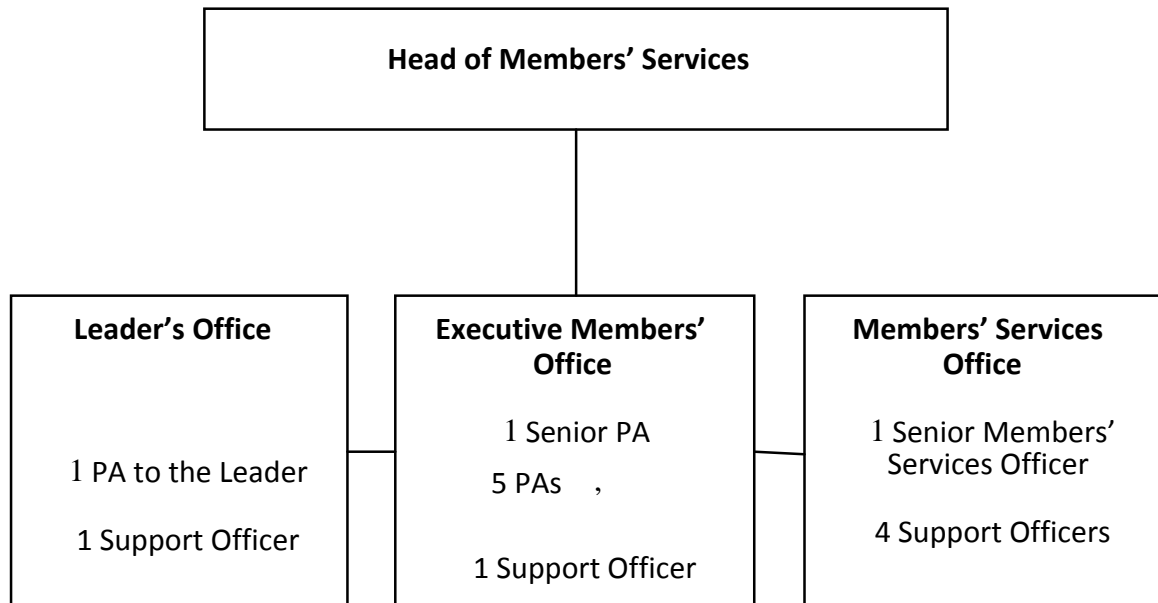 Head of Members’ Services
Leader’s Office
1 PA to the Leader
1 Support Officer
Executive Members’
Office
1 Senior PA
5 PAs ,
1 Support Officer
Members’ Services
Office
1 Senior Members’
Services Officer
4 Support Officers